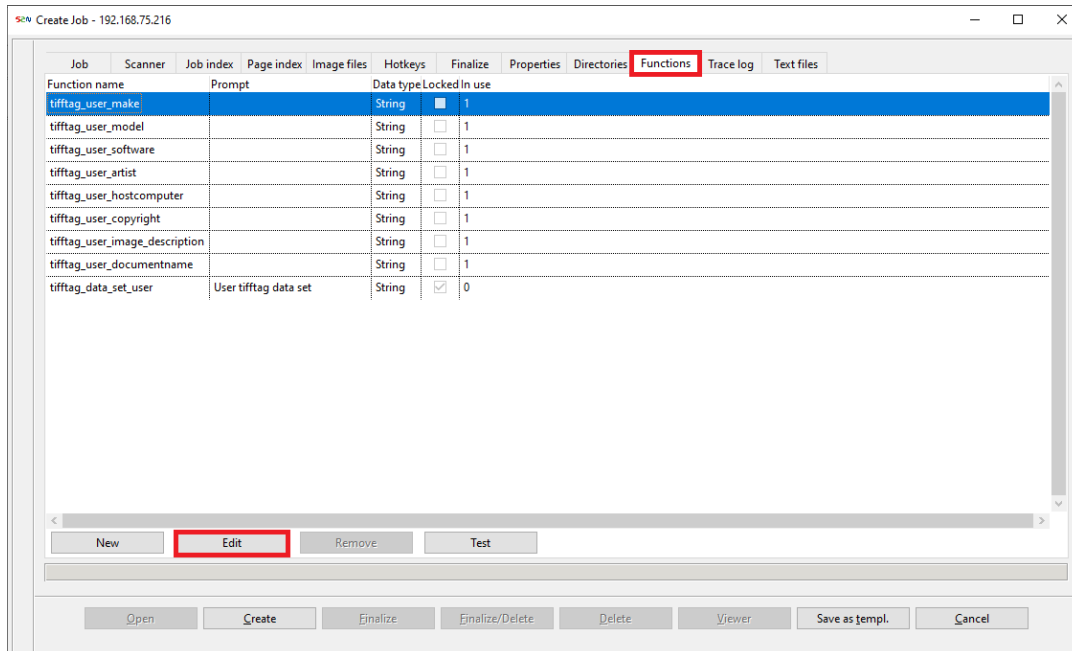 S2N Create Job - 192.168.75.216
Job Scanner Job index Page index Image files Hotkeys Finalize Properties Directories Functions Trace log Text files
Function name Prompt Data type Locked In use
tifftag_user_make String 1
tifftag_user_model String 1
tifftag_user_software String 1
tifftag_user_artist String 1
tifftag_user_hostcomputer String 1
tifftag_user_copyright String 1
tifftag_user_image_description String 1
tifftag_user_documentname String 1
tifftag_data_set_user User tifftag data set String 0
New Edit Remove Test
Open Create Finalize Finalize/Delete Delete Viewer Save as templ. Cancel